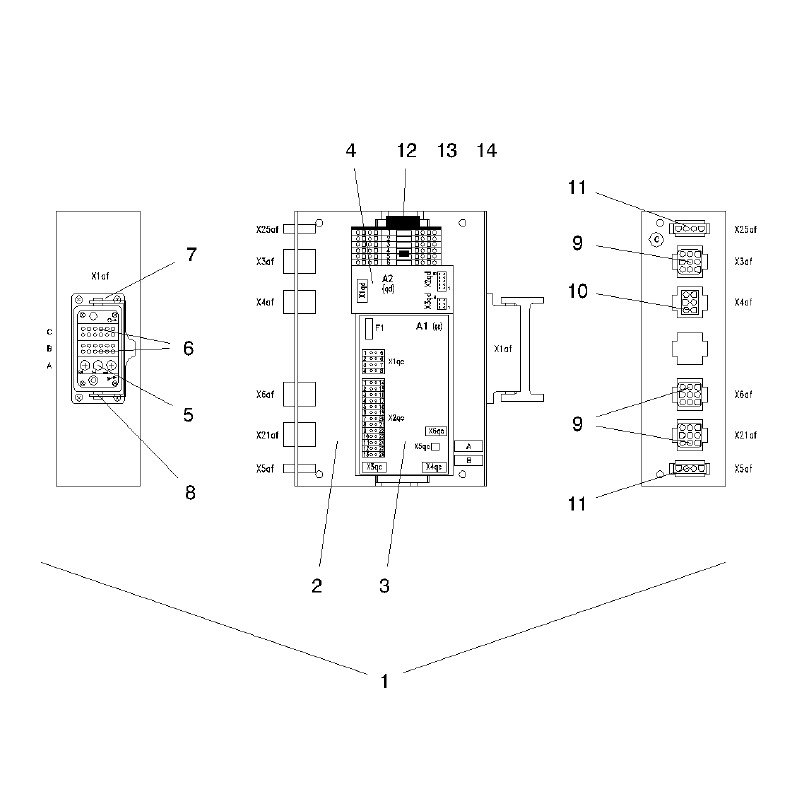 4 12 13 14
11
7
9
10
6
5
8
9
11
2 3
1
X1af
C
B
A
X25af
X3af
X4af
X6af
X21af
X5af
A2
(qd)
X1qd
X2qd
X3qd
F1
A1
X1qc
X2qc
X6qc
X5qc
X3qc
X4qc
A
B
X1af
C
X25af
X3af
X4af
X6af
X21af
X5af